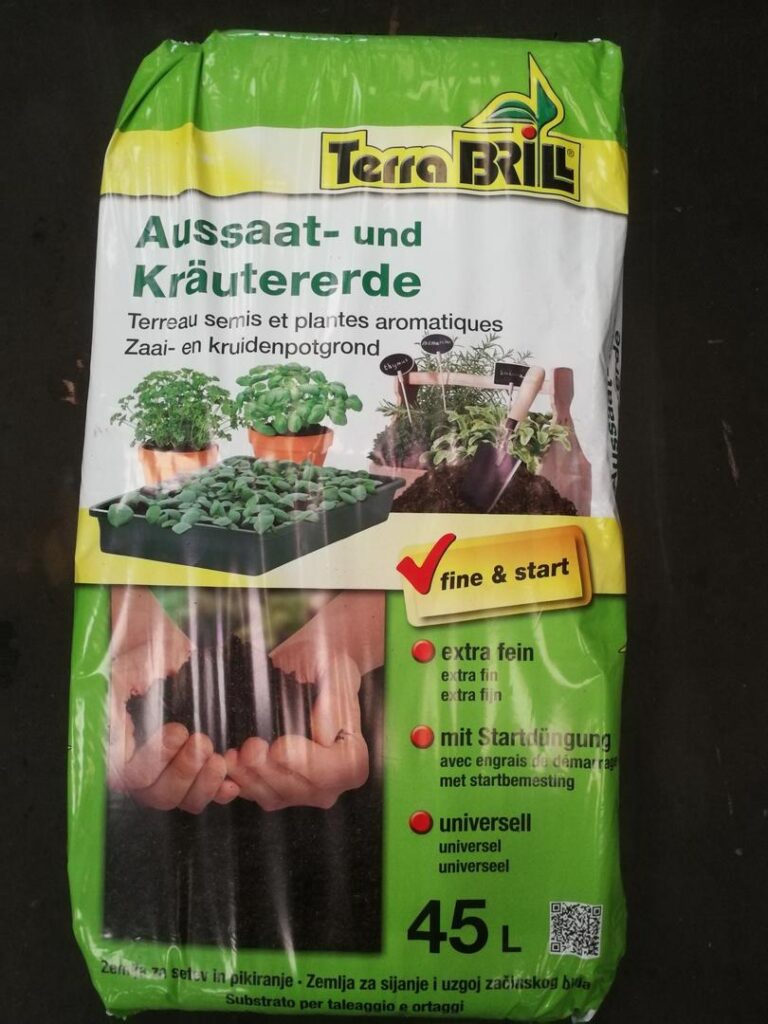 Terra BRILL®
Aussaat- und
Kräutererde
Terreau semis et plantes aromatiques
Zaai- en kruidenpotgrond
thymus
fine & start
extra fein
extra fin
extra fijn
mit Startdüngung
avec engrais de démarrage
met startbemesting
universell
universel
universeel
45 L
Zemlja za setev in pikiranje · Zemlja za sijanje i uzgoj začinskog bilja
Substrato per taleaggio e ortaggi